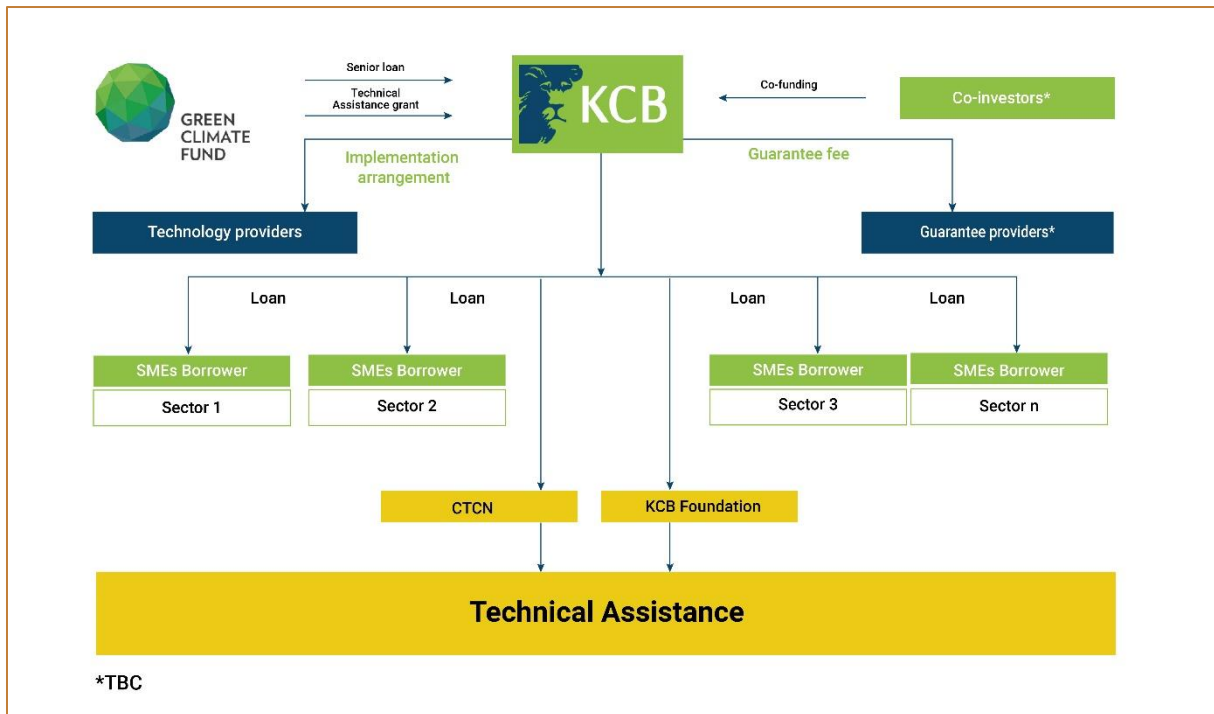 Senior loan
Technical
Assistance grant
GREEN
CLIMATE
FUND
KCB
Co-funding
Co-investors*
Implementation
arrangement
Guarantee fee
Technology providers
Guarantee providers*
Loan
Loan
Loan
Loan
SMEs Borrower
Sector 1
SMEs Borrower
Sector 2
SMEs Borrower
Sector 3
SMEs Borrower
Sector n
CTCN
KCB Foundation
Technical Assistance
*TBC